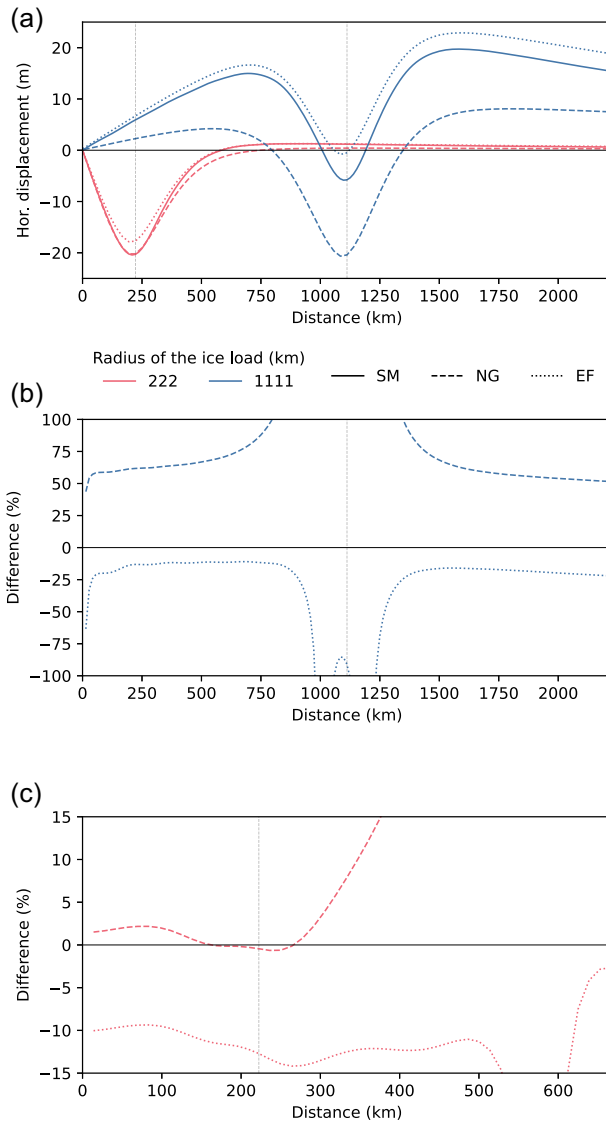 (a)
20
10
0
−10
−20
Hor. displacement (m)
0 250 500 750 1000 1250 1500 1750 2000
Distance (km)
Radius of the ice load (km)
222 1111 SM NG EF
(b)
100
75
50
25
0
−25
−50
−75
−100
Difference (%)
0 250 500 750 1000 1250 1500 1750 2000
Distance (km)
(c)
15
10
5
0
−5
−10
−15
Difference (%)
0 100 200 300 400 500 600
Distance (km)